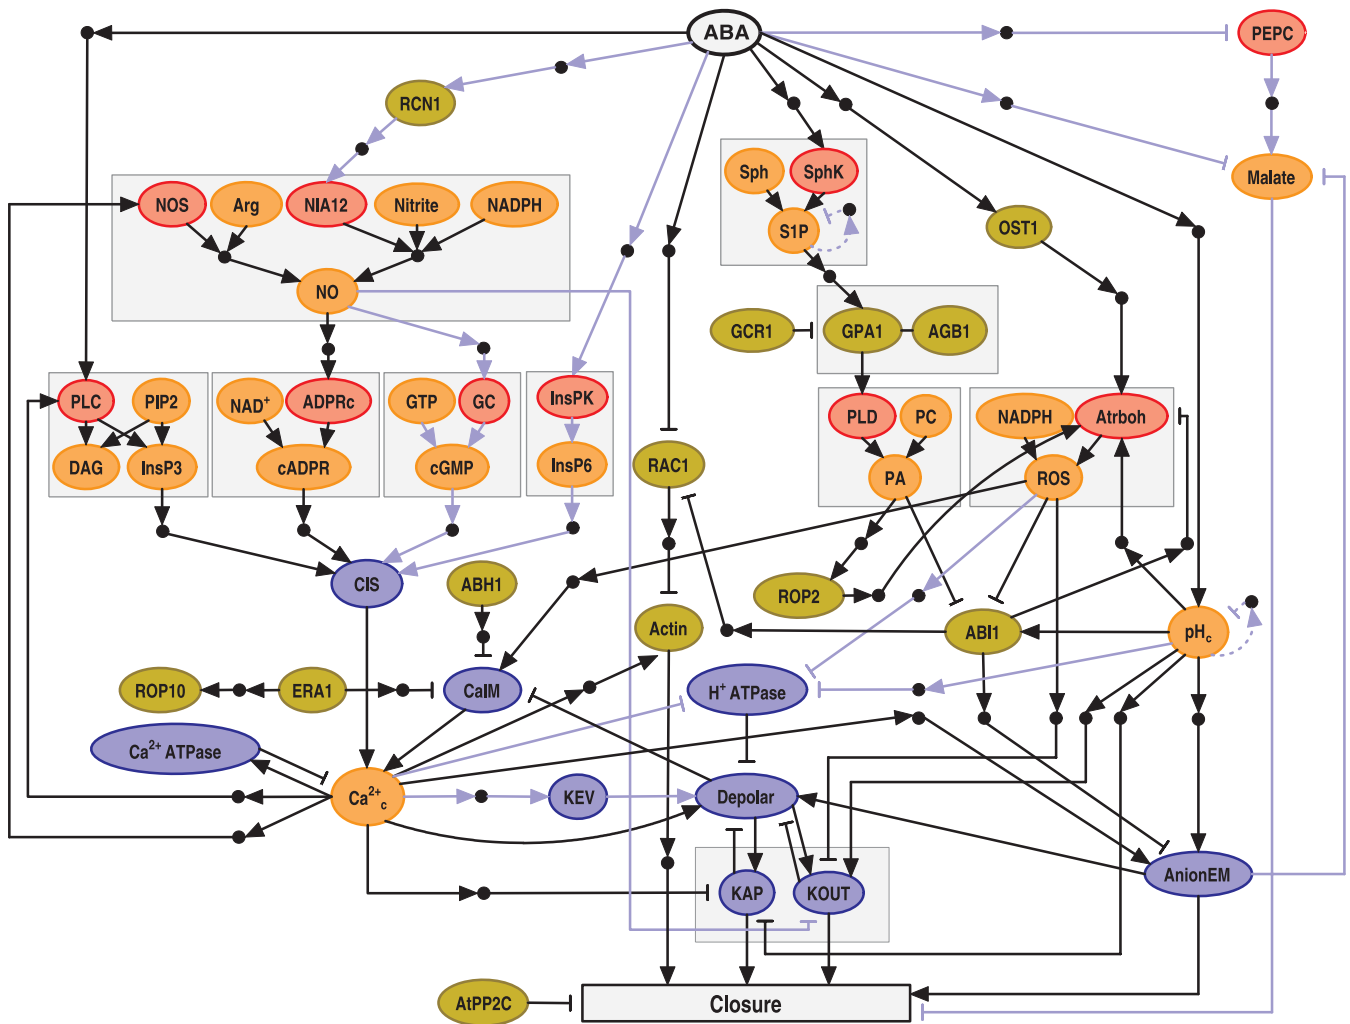 ABA
PEPC
RCN1
Sph
SphK
Malate
NOS
Arg
NIA12
Nitrite
NADPH
S1P
OST1
NO
GCR1
GPA1
AGB1
PLC
PIP2
NAD⁺
ADPRc
GTP
GC
InsPK
PLD
PC
NADPH
Atrboh
DAG
InsP3
cADPR
cGMP
InsP6
RAC1
PA
ROS
CIS
ABH1
ROP2
Actin
ABI1
pHc
ROP10
ERA1
CaIM
H⁺ ATPase
Ca²⁺ ATPase
Ca²⁺c
KEV
Depolar
KAP
KOUT
AnionEM
AtPP2C
Closure